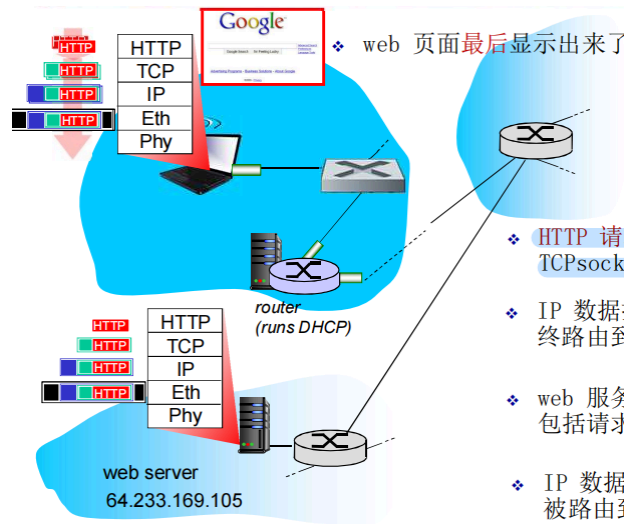 Google
web 页面最后显示出来了
HTTP
HTTP
HTTP
HTTP
HTTP
TCP
IP
Eth
Phy
router
(runs DHCP)
HTTP 请
TCPsock
IP 数据
终路由到
web 服务
包括请求
IP 数据
被路由到
HTTP
HTTP
HTTP
HTTP
HTTP
TCP
IP
Eth
Phy
web server
64.233.169.105